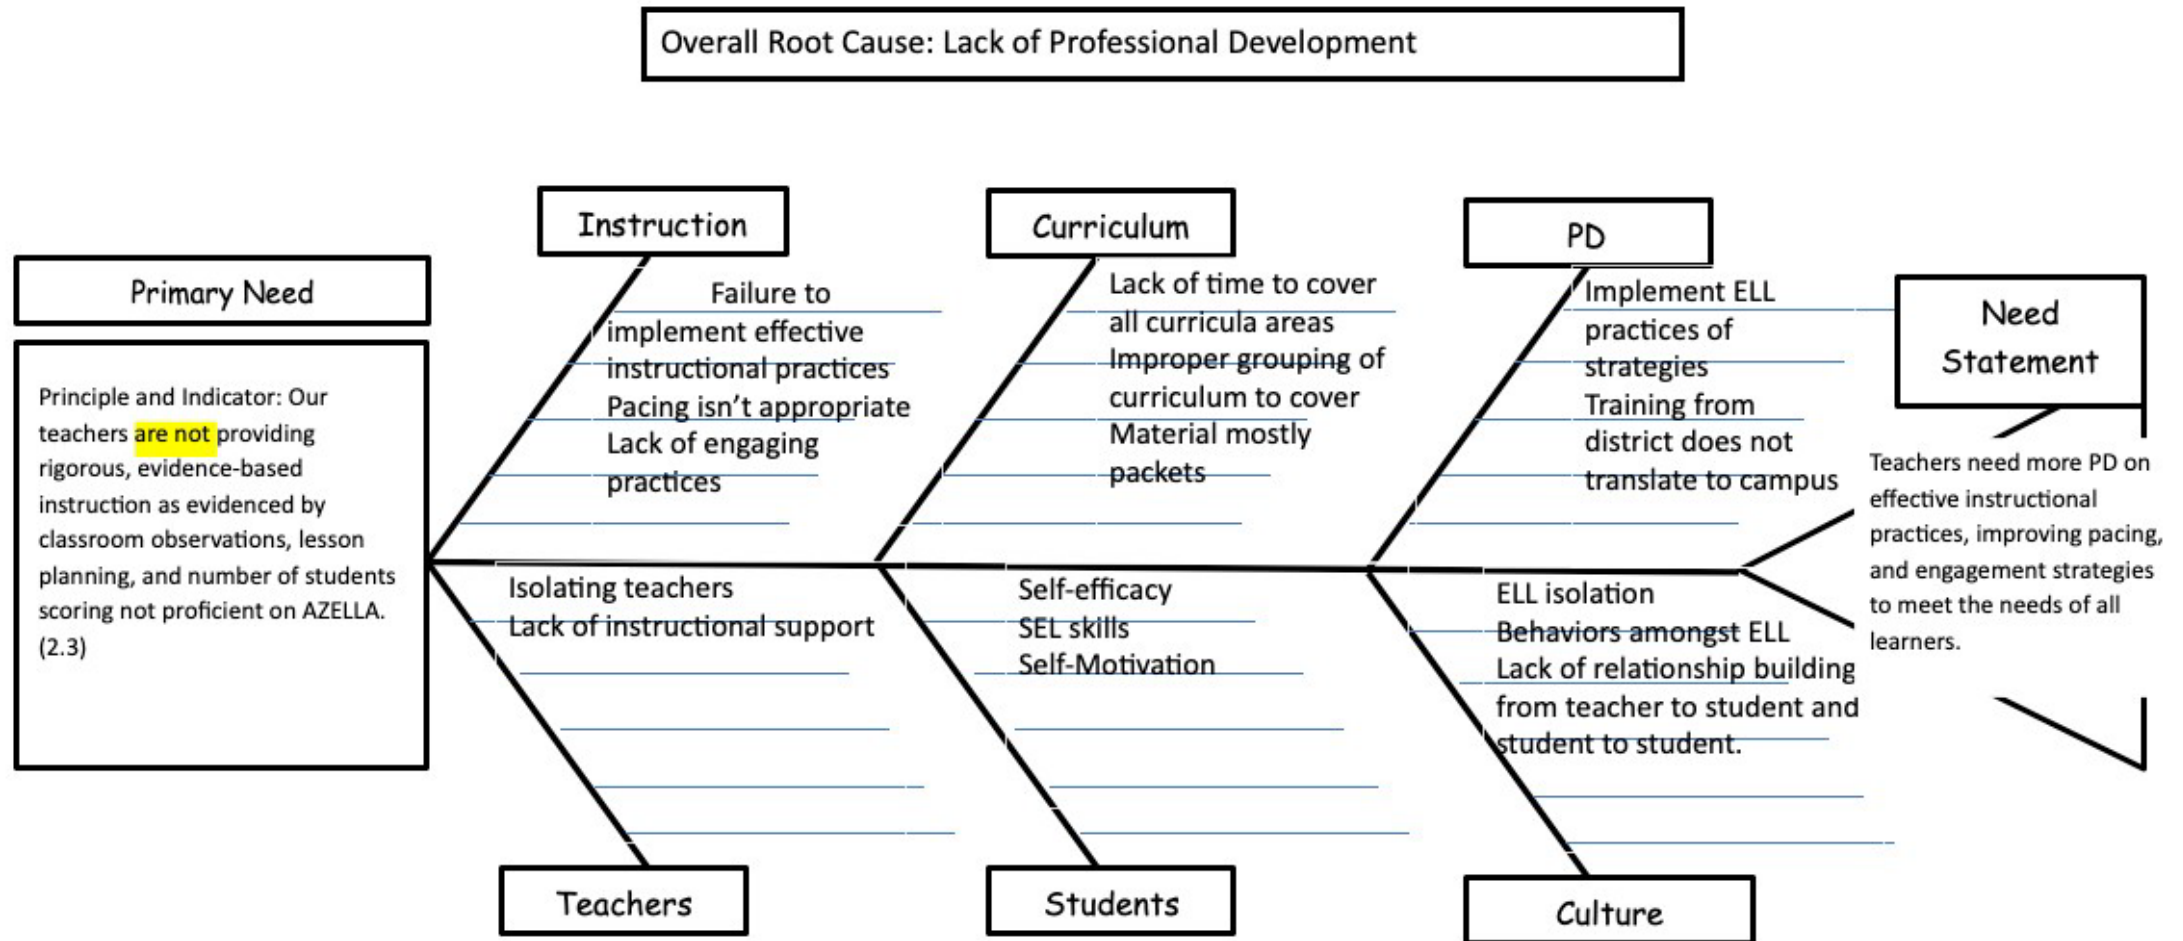 Overall Root Cause: Lack of Professional Development
Primary Need
Principle and Indicator: Our
teachers are not providing
rigorous, evidence-based
instruction as evidenced by
classroom observations, lesson
planning, and number of students
scoring not proficient on AZELLA.
(2.3)
Instruction
Failure to
implement effective
instructional practices
Pacing isn’t appropriate
Lack of engaging
practices
Curriculum
Lack of time to cover
all curricula areas
Improper grouping of
curriculum to cover
Material mostly
packets
PD
Implement ELL
practices of
strategies
Training from
district does not
translate to campus
Need
Statement
Teachers need more PD on
effective instructional
practices, improving pacing,
and engagement strategies
to meet the needs of all
learners.
Isolating teachers
Lack of instructional support
Teachers
Self-efficacy
SEL skills
Self-Motivation
Students
ELL isolation
Behaviors amongst ELL
Lack of relationship building
from teacher to student and
student to student.
Culture